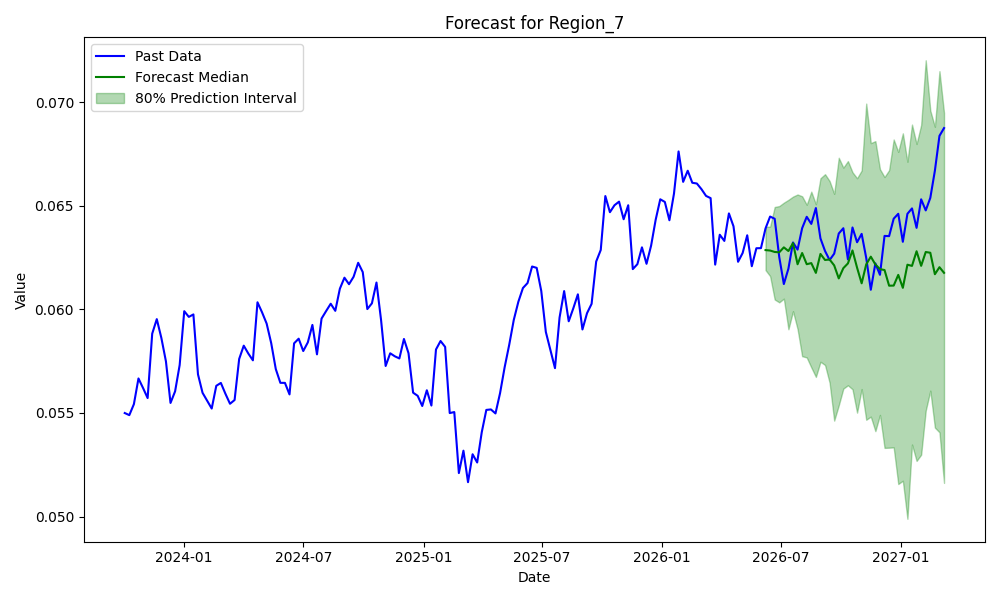 Forecast for Region_7
Past Data
Forecast Median
80% Prediction Interval
Value
0.070
0.065
0.060
0.055
0.050
2024-01
2024-07
2025-01
2025-07
2026-01
2026-07
2027-01
Date